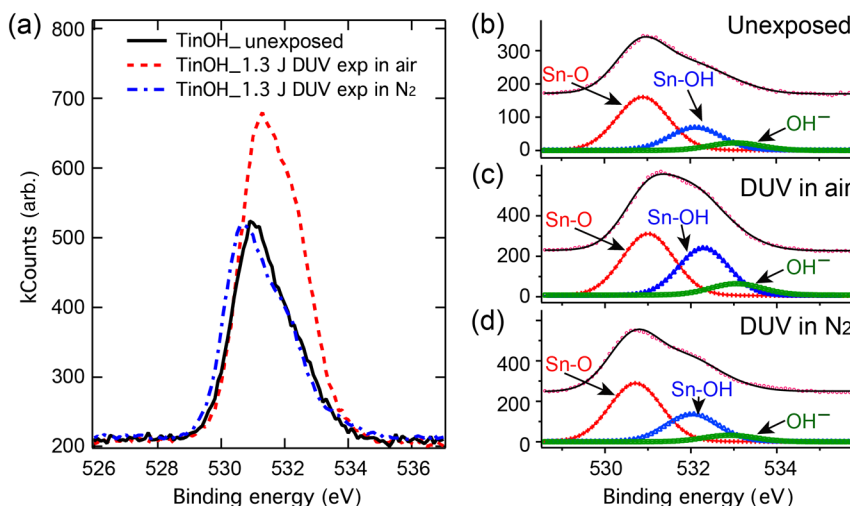 (a)
800
700
600
500
400
300
200
kCounts (arb.)
TinOH_ unexposed
TinOH_1.3 J DUV exp in air
TinOH_1.3 J DUV exp in N₂
526 528 530 532 534 536
Binding energy (eV)
(b) Unexposed
300
200
100
0
Sn-O
Sn-OH
OH⁻
(c) DUV in air
400
200
0
Sn-O
Sn-OH
OH⁻
(d) DUV in N₂
400
200
0
Sn-O
Sn-OH
OH⁻
530 532 534
Binding energy (eV)